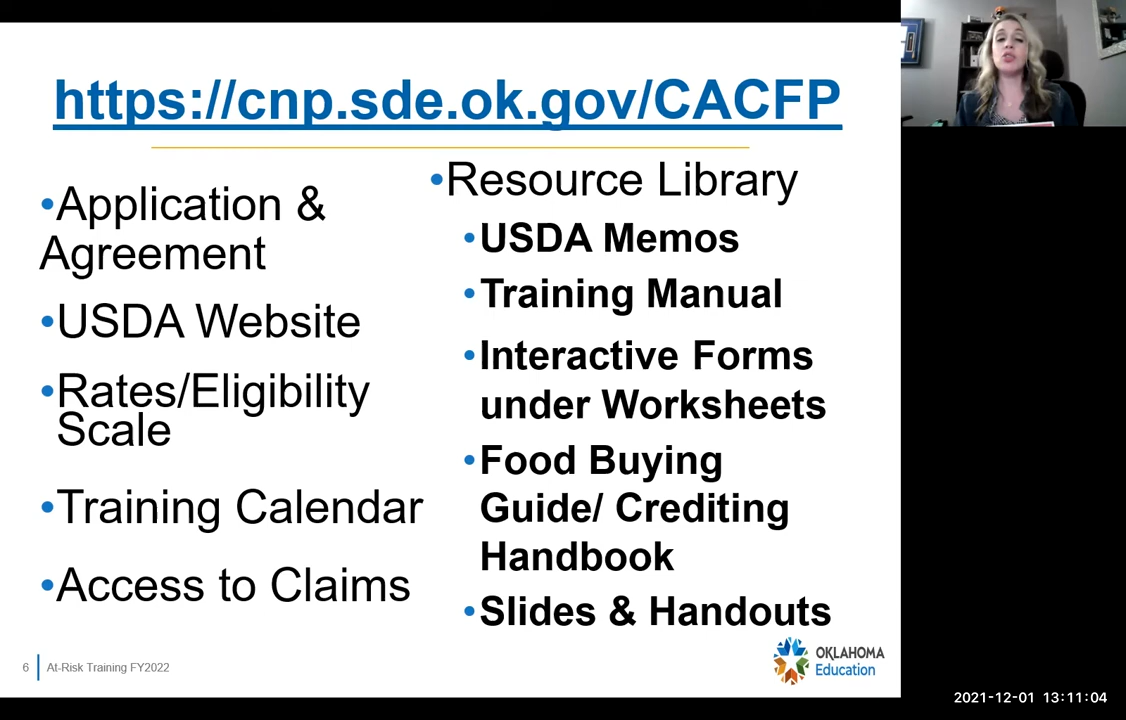 https://cnp.sde.ok.gov/CACFP
•Application &
Agreement
•USDA Website
•Rates/Eligibility
Scale
•Training Calendar
•Access to Claims
•Resource Library
•USDA Memos
•Training Manual
•Interactive Forms
under Worksheets
•Food Buying
Guide/ Crediting
Handbook
•Slides & Handouts
6
At-Risk Training FY2022
OKLAHOMA
Education
2021-12-01 13:11:04